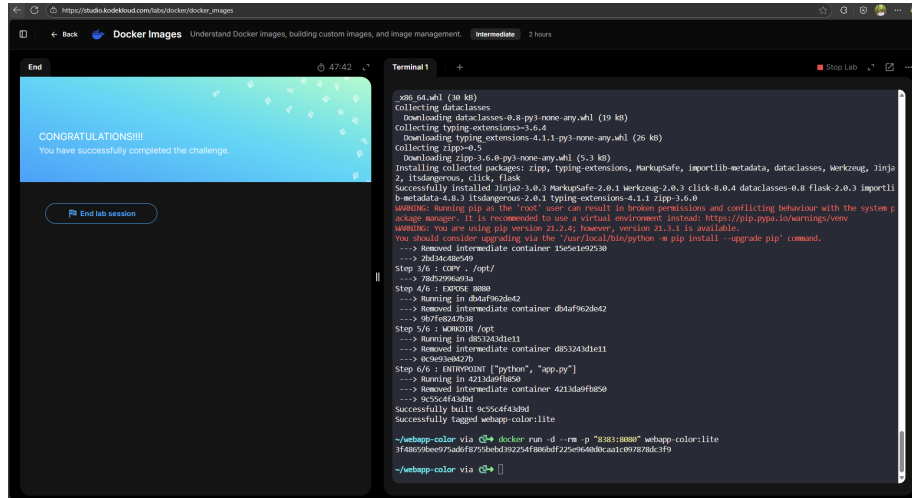 https://studio.kodekloud.com/labs/docker/docker_images
← Back Docker Images Understand Docker images, building custom images, and image management. Intermediate 2 hours
End 47:42
Terminal 1 + Stop Lab
CONGRATULATIONS!!!!
You have successfully completed the challenge.
End lab session
_x86_64.whl (30 kB)
Collecting dataclasses
Downloading dataclasses-0.8-py3-none-any.whl (19 kB)
Collecting typing-extensions>=3.6.4
Downloading typing_extensions-4.1.1-py3-none-any.whl (26 kB)
Collecting zipp>=0.5
Downloading zipp-3.6.0-py3-none-any.whl (5.3 kB)
Installing collected packages: zipp, typing-extensions, MarkupSafe, importlib-metadata, dataclasses, Werkzeug, Jinja
2, itsdangerous, click, flask
Successfully installed Jinja2-3.0.3 MarkupSafe-2.0.1 Werkzeug-2.0.3 click-8.0.4 dataclasses-0.8 flask-2.0.3 importli
b-metadata-4.8.3 itsdangerous-2.0.1 typing-extensions-4.1.1 zipp-3.6.0
WARNING: Running pip as the 'root' user can result in broken permissions and conflicting behaviour with the system p
ackage manager. It is recommended to use a virtual environment instead: https://pip.pypa.io/warnings/venv
WARNING: You are using pip version 21.2.4; however, version 21.3.1 is available.
You should consider upgrading via the '/usr/local/bin/python -m pip install --upgrade pip' command.
---> Removed intermediate container 15e5e1e92530
---> 2bd34c48e549
Step 3/6 : COPY . /opt/
---> 78d52996a93a
Step 4/6 : EXPOSE 8080
---> Running in db4af962de42
---> Removed intermediate container db4af962de42
---> 9b7fe8247b38
Step 5/6 : WORKDIR /opt
---> Running in d853243d1e11
---> Removed intermediate container d853243d1e11
---> 0c9e93e0427b
Step 6/6 : ENTRYPOINT ["python", "app.py"]
---> Running in 4213da9fb850
---> Removed intermediate container 4213da9fb850
---> 9c55c4f43d9d
Successfully built 9c55c4f43d9d
Successfully tagged webapp-color:lite
~/webapp-color via ➜ docker run -d --rm -p "8383:8080" webapp-color:lite
3f48659bee975ad6f8755bebd392254f806bdf225e9640d0caa1c097878dc3f9
~/webapp-color via ➜